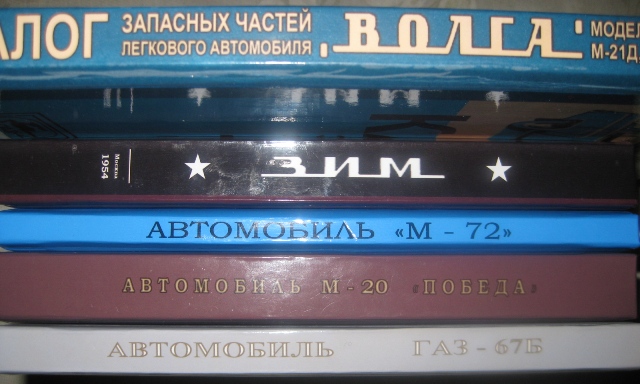 АЛОГ
ЗАПАСНЫХ ЧАСТЕЙ
ЛЕГКОВОГО АВТОМОБИЛЯ
"ВОЛГА"
МОДЕЛ
М-21Д
Москва
1954
ЗИМ
АВТОМОБИЛЬ «М - 72»
АВТОМОБИЛЬ М - 20 «ПОБЕДА»
АВТОМОБИЛЬ ГАЗ - 67Б